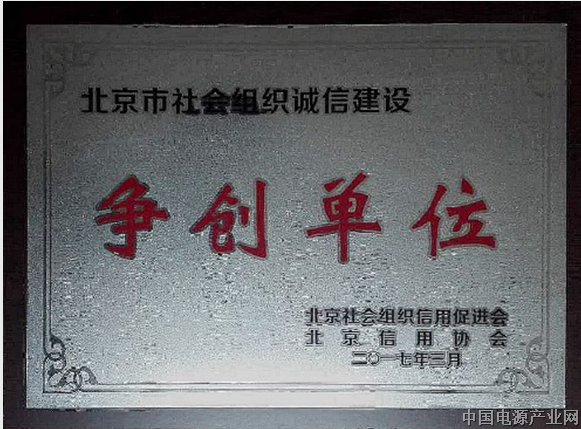 北京市社会组织诚信建设
争创单位
北京社会组织信用促进会
北京信用协会
二〇一七年三月
中国电源产业网